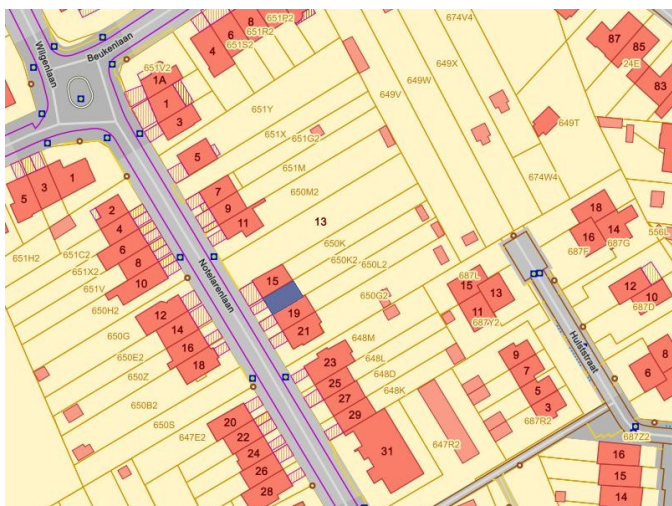 651P2
674V4
Wilgenlaan
Beukenlaan
8
651R2
6
651S2
4
649X
87
85
24E
649W
83
651V2
1A
649V
1
651Y
3
649T
651X
651G2
5
651M
674W4
5
3
1
650M2
7
9
11
13
18
14
16
687F
687G
556L
2
4
6
8
10
651H2
651C2
651X2
651V
650H2
650K
650K2
650L2
650G2
Notelarenlaan
15
19
21
687L
15
13
11
687Y2
12
10
687D
12
14
16
18
650G
650E2
650Z
648M
648L
648D
648K
Hulststraat
8
6
23
25
27
29
31
9
7
5
3
687R2
650B2
650S
647E2
20
22
24
26
28
647R2
687Z2
16
15
14